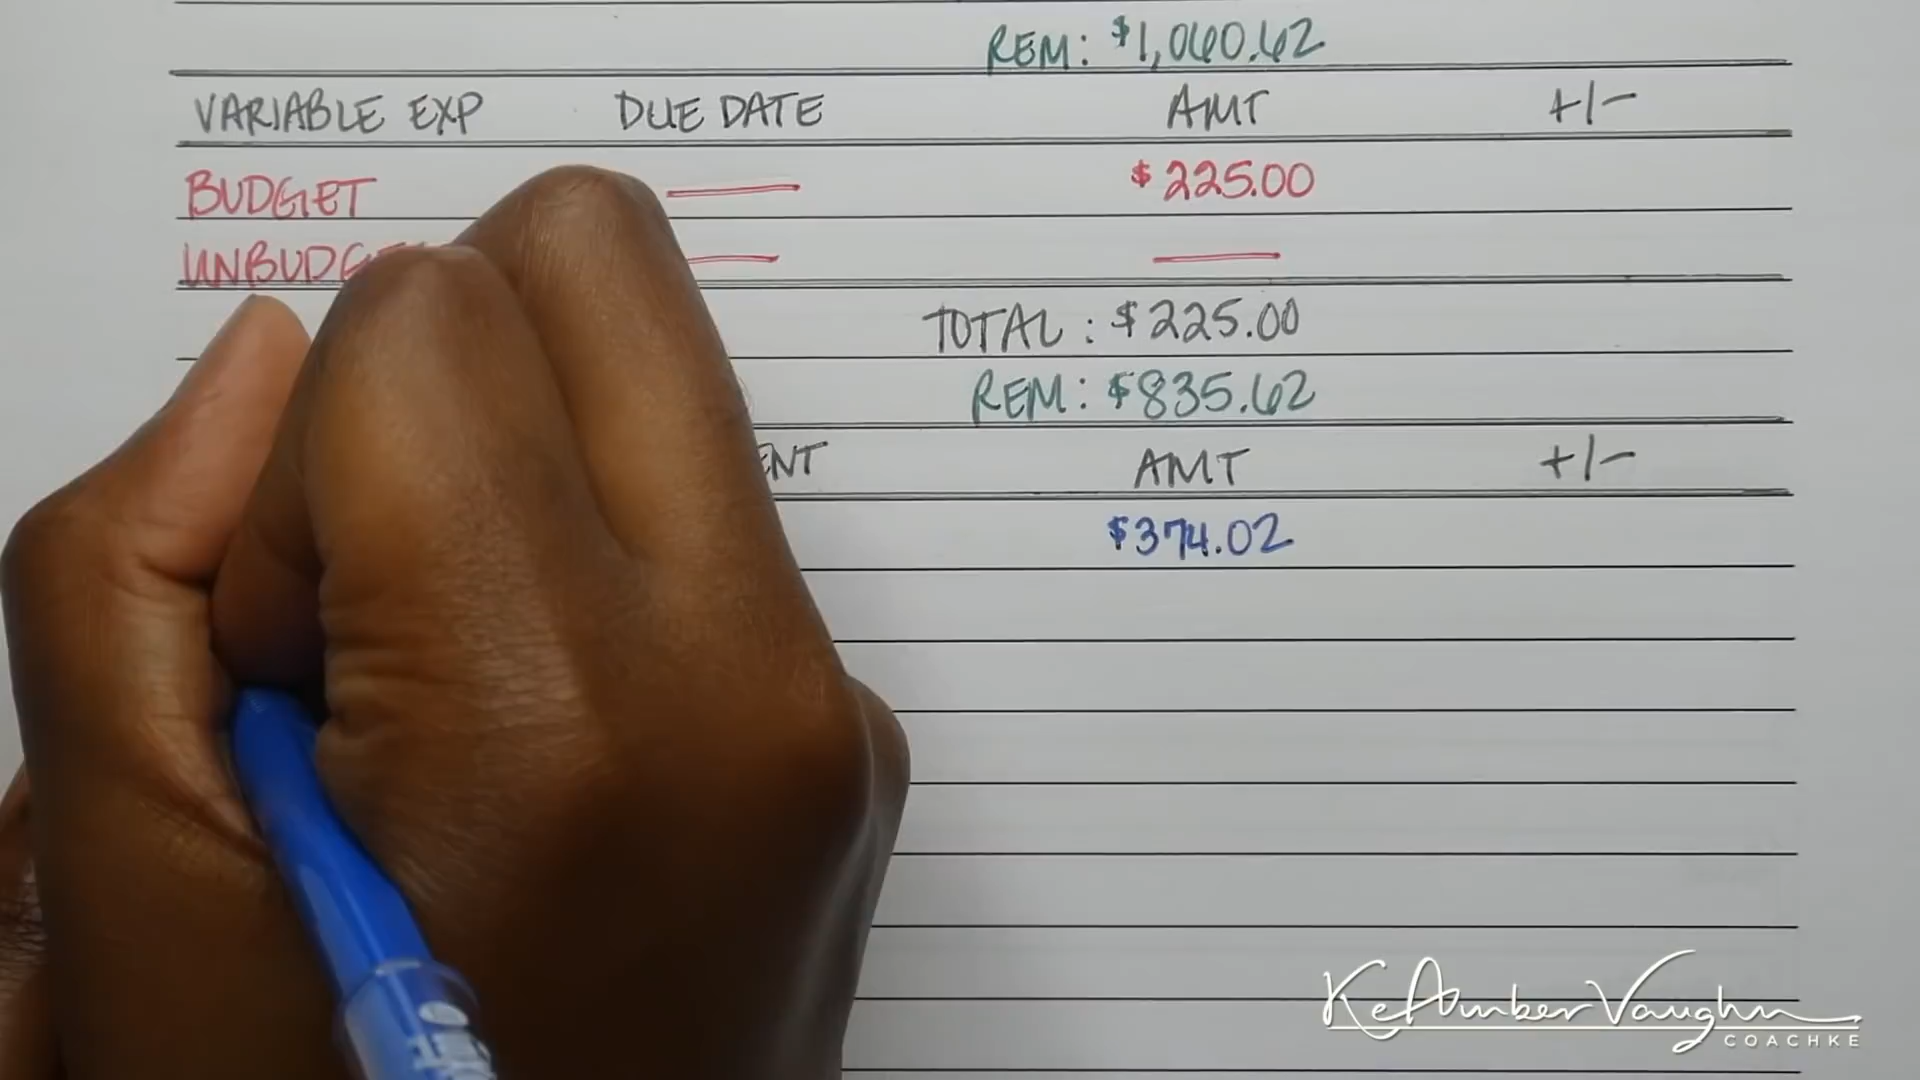 REM: $1,060.62
VARIABLE EXP DUE DATE AMT +/-
BUDGET — $225.00
— —
TOTAL: $225.00
REM: $835.62
AMT +/-
$374.02
KeAmber Vaughn
COACHKE